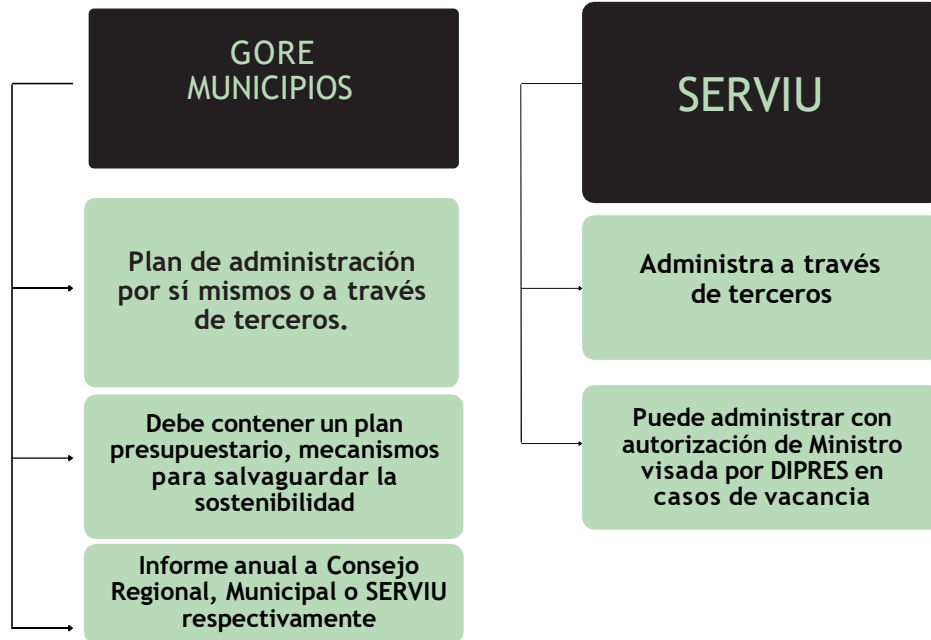 GORE
MUNICIPIOS
Plan de administración
por sí mismos o a través
de terceros.
Debe contener un plan
presupuestario, mecanismos
para salvaguardar la
sostenibilidad
Informe anual a Consejo
Regional, Municipal o SERVIU
respectivamente
SERVIU
Administra a través
de terceros
Puede administrar con
autorización de Ministro
visada por DIPRES en
casos de vacancia